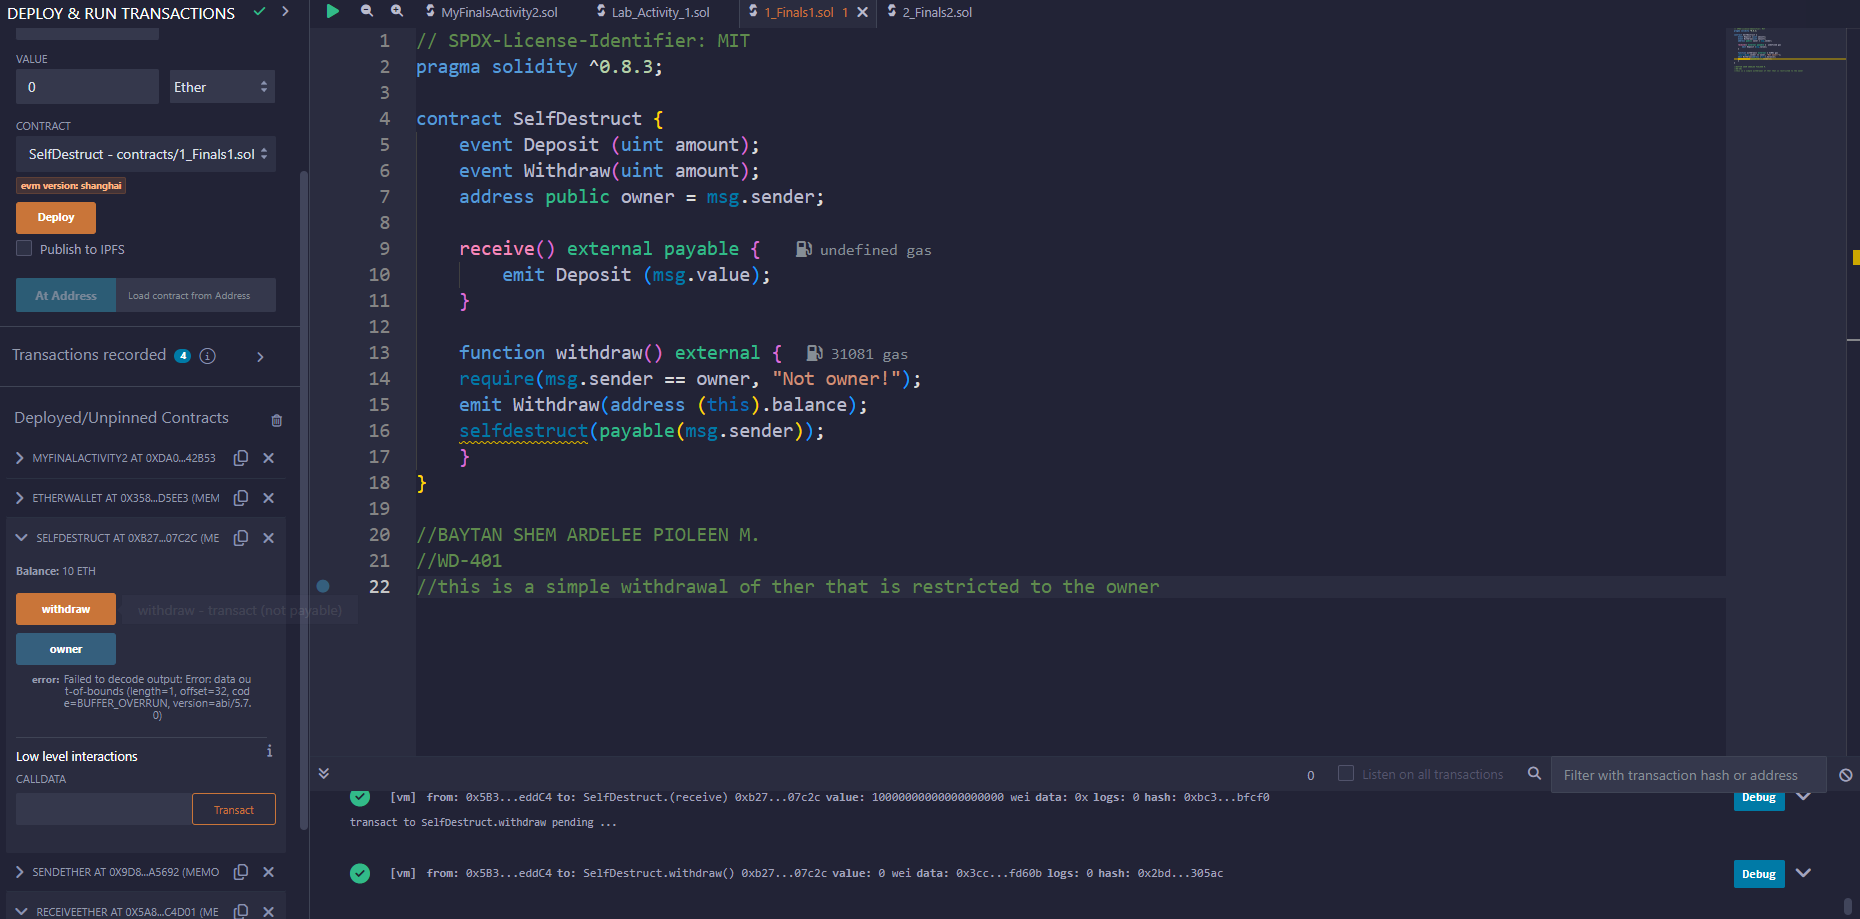 DEPLOY & RUN TRANSACTIONS
VALUE
0
Ether
CONTRACT
SelfDestruct - contracts/1_Finals1.sol
evm version: shanghai
Deploy
Publish to IPFS
At Address
Load contract from Address
Transactions recorded 4 i
Deployed/Unpinned Contracts
MYFINALACTIVITY2 AT 0XDA0...42B53
ETHERWALLET AT 0X358...D5EE3 (MEM
SELFDESTRUCT AT 0XB27...07C2C (ME
Balance: 10 ETH
withdraw
withdraw - transact (not payable)
owner
error: Failed to decode output: Error: data ou
t-of-bounds (length=1, offset=32, cod
e=BUFFER_OVERRUN, version=abi/5.7.
0)
Low level interactions
i
CALLDATA
Transact
SENDETHER AT 0X9D8...A5692 (MEMO
RECEIVEETHER AT 0X5A8...C4D01 (ME
MyFinalsActivity2.sol
Lab_Activity_1.sol
1_Finals1.sol 1
2_Finals2.sol
1 // SPDX-License-Identifier: MIT
2 pragma solidity ^0.8.3;
3
4 contract SelfDestruct {
5 event Deposit (uint amount);
6 event Withdraw(uint amount);
7 address public owner = msg.sender;
8
9 receive() external payable { undefined gas
10 emit Deposit (msg.value);
11 }
12
13 function withdraw() external { 31081 gas
14 require(msg.sender == owner, "Not owner!");
15 emit Withdraw(address (this).balance);
16 selfdestruct(payable(msg.sender));
17 }
18 }
19
20 //BAYTAN SHEM ARDELEE PIOLEEN M.
21 //WD-401
22 //this is a simple withdrawal of ther that is restricted to the owner
0
Listen on all transactions
Filter with transaction hash or address
[vm] from: 0x5B3...eddC4 to: SelfDestruct.(receive) 0xb27...07c2c value: 10000000000000000000 wei data: 0x logs: 0 hash: 0xbc3...bfcf0
Debug
transact to SelfDestruct.withdraw pending ...
[vm] from: 0x5B3...eddC4 to: SelfDestruct.withdraw() 0xb27...07c2c value: 0 wei data: 0x3cc...fd60b logs: 0 hash: 0x2bd...305ac
Debug